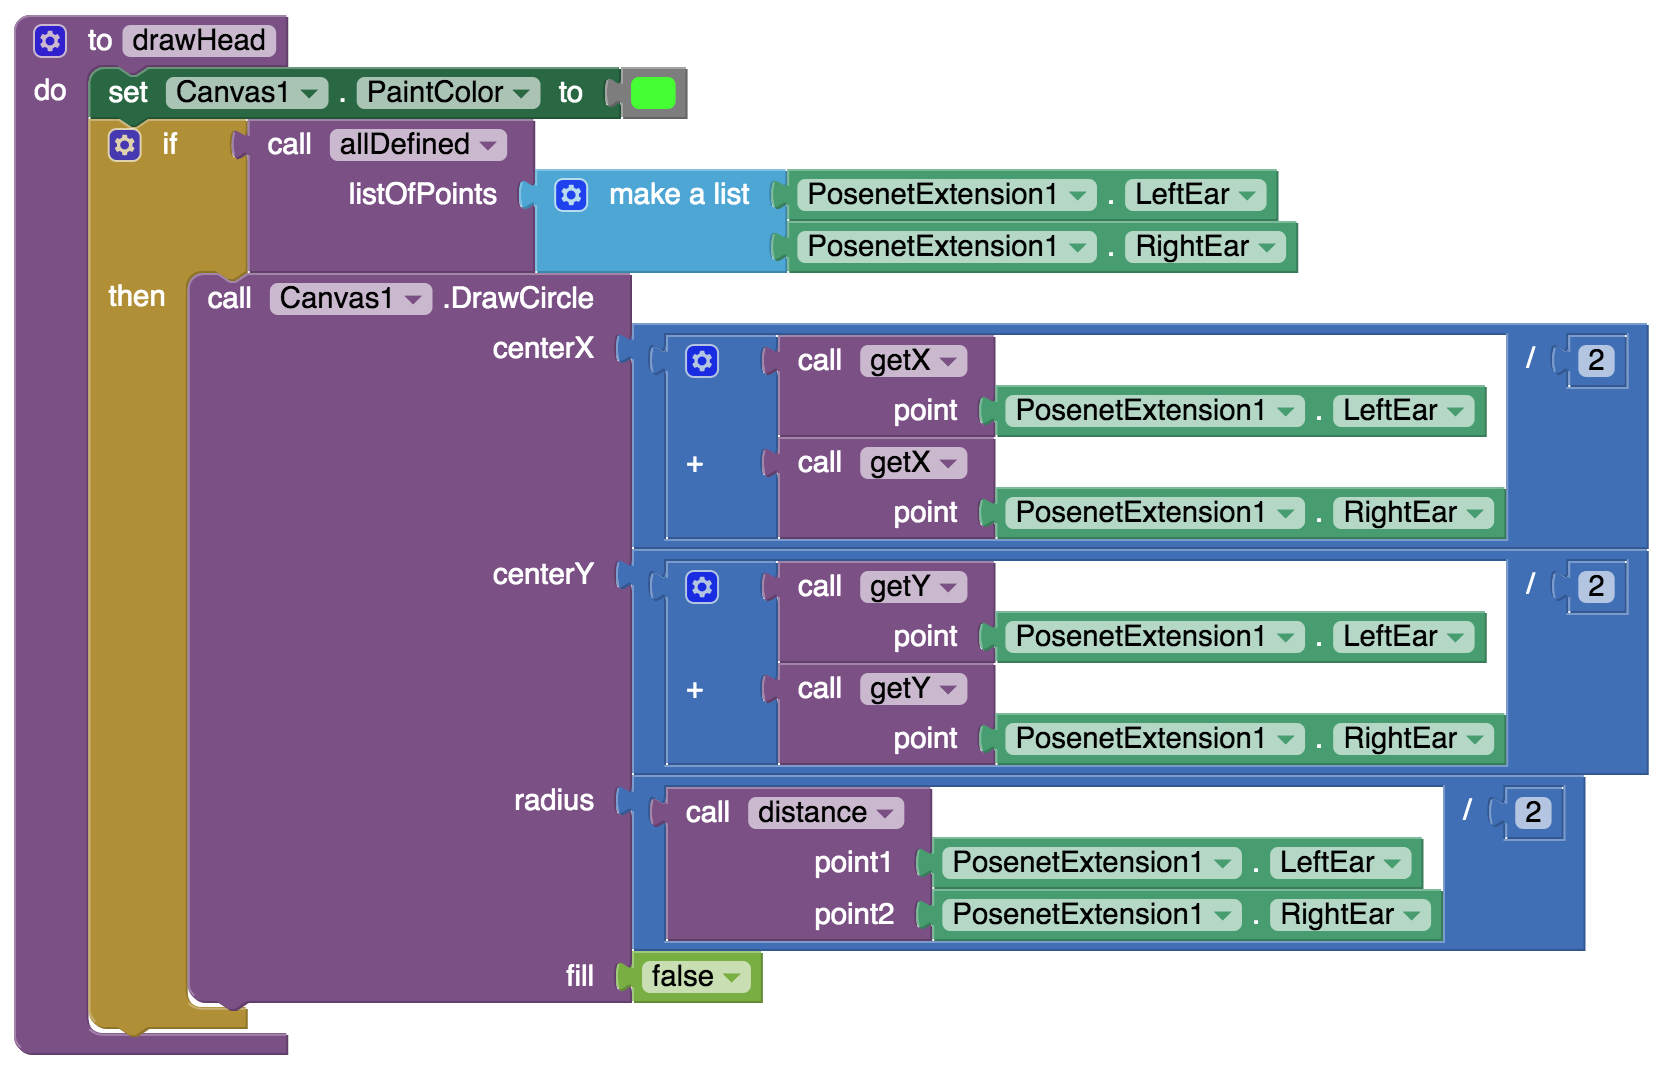 to drawHead
do set Canvas1 . PaintColor to
if call allDefined
listOfPoints make a list PosenetExtension1 . LeftEar
PosenetExtension1 . RightEar
then call Canvas1 .DrawCircle
centerX call getX / 2
point PosenetExtension1 . LeftEar
+ call getX
point PosenetExtension1 . RightEar
centerY call getY / 2
point PosenetExtension1 . LeftEar
+ call getY
point PosenetExtension1 . RightEar
radius call distance / 2
point1 PosenetExtension1 . LeftEar
point2 PosenetExtension1 . RightEar
fill false